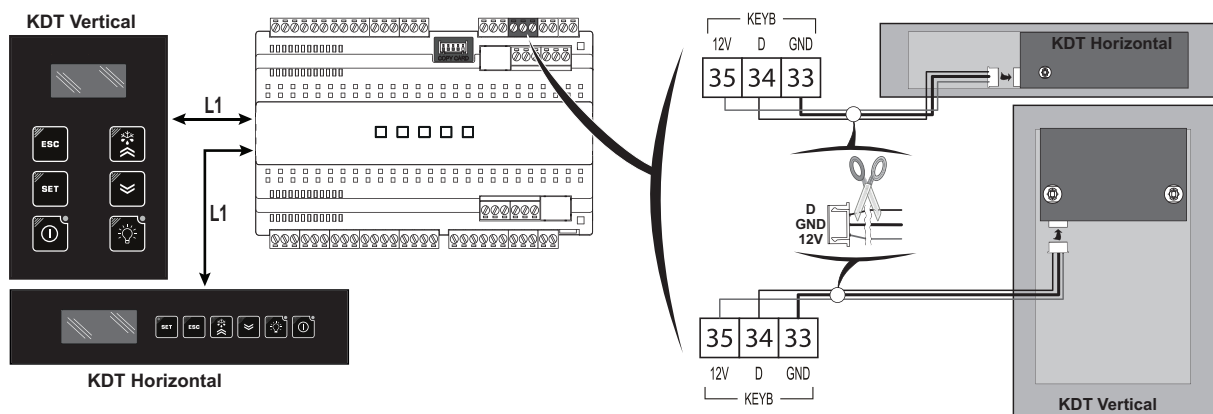 KDT Vertical
ESC
SET
L1
L1
COPY CARD
SET ESC
KDT Horizontal
KEYB
12V D GND
35 34 33
D
GND
12V
35 34 33
12V D GND
KEYB
KDT Horizontal
KDT Vertical